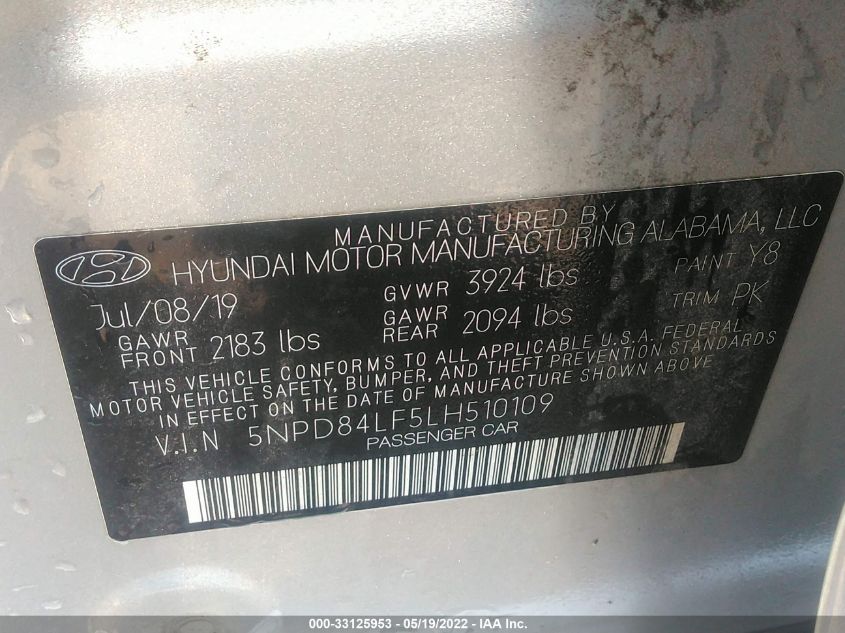 MANUFACTURED BY
HYUNDAI MOTOR MANUFACTURING ALABAMA, LLC
Jul/08/19 GVWR 3924 lbs PAINT Y8
GAWR FRONT 2183 lbs GAWR REAR 2094 lbs TRIM PK
THIS VEHICLE CONFORMS TO ALL APPLICABLE U.S.A. FEDERAL
MOTOR VEHICLE SAFETY, BUMPER, AND THEFT PREVENTION STANDARDS
IN EFFECT ON THE DATE OF MANUFACTURE SHOWN ABOVE
V.I.N 5NPD84LF5LH510109
PASSENGER CAR
000-33125953 - 05/19/2022 - IAA Inc.